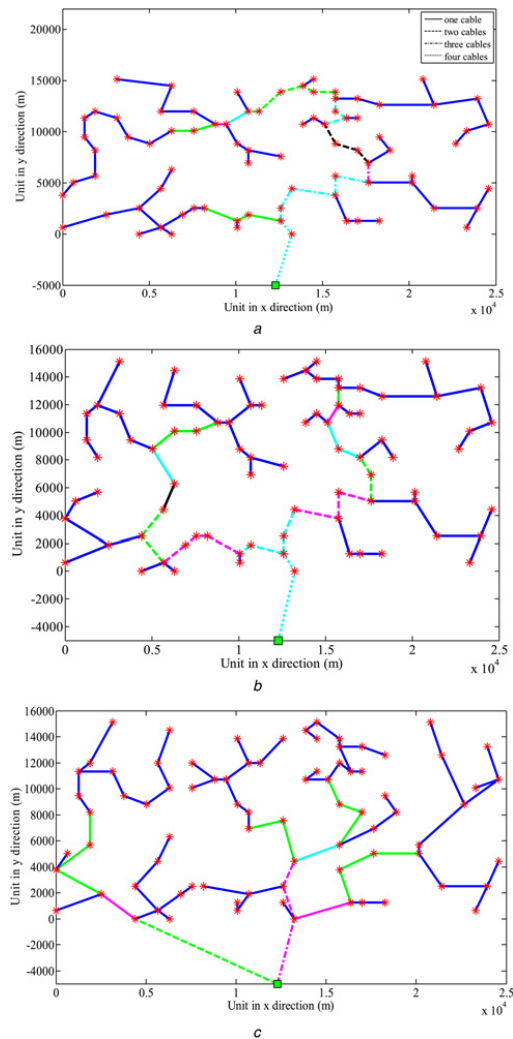 one cable
two cables
three cables
four cables
20000
15000
10000
5000
0
-5000
Unit in y direction (m)
0 0.5 1 1.5 2 2.5
Unit in x direction (m)
x 10^4
a
16000
14000
12000
10000
8000
6000
4000
2000
0
-2000
-4000
Unit in y direction (m)
0 0.5 1 1.5 2 2.5
Unit in x direction (m)
x 10^4
b
16000
14000
12000
10000
8000
6000
4000
2000
0
-2000
-4000
Unit in y direction (m)
0 0.5 1 1.5 2 2.5
Unit in x direction (m)
x 10^4
c